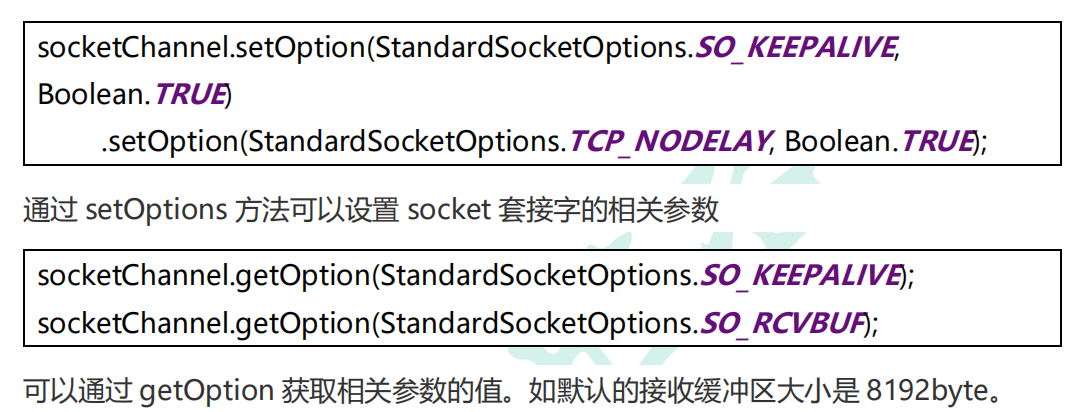 socketChannel.setOption(StandardSocketOptions.SO_KEEPALIVE,
Boolean.TRUE)
.setOption(StandardSocketOptions.TCP_NODELAY, Boolean.TRUE);
通过 setOptions 方法可以设置 socket 套接字的相关参数
socketChannel.getOption(StandardSocketOptions.SO_KEEPALIVE);
socketChannel.getOption(StandardSocketOptions.SO_RCVBUF);
可以通过 getOption 获取相关参数的值。如默认的接收缓冲区大小是 8192byte。